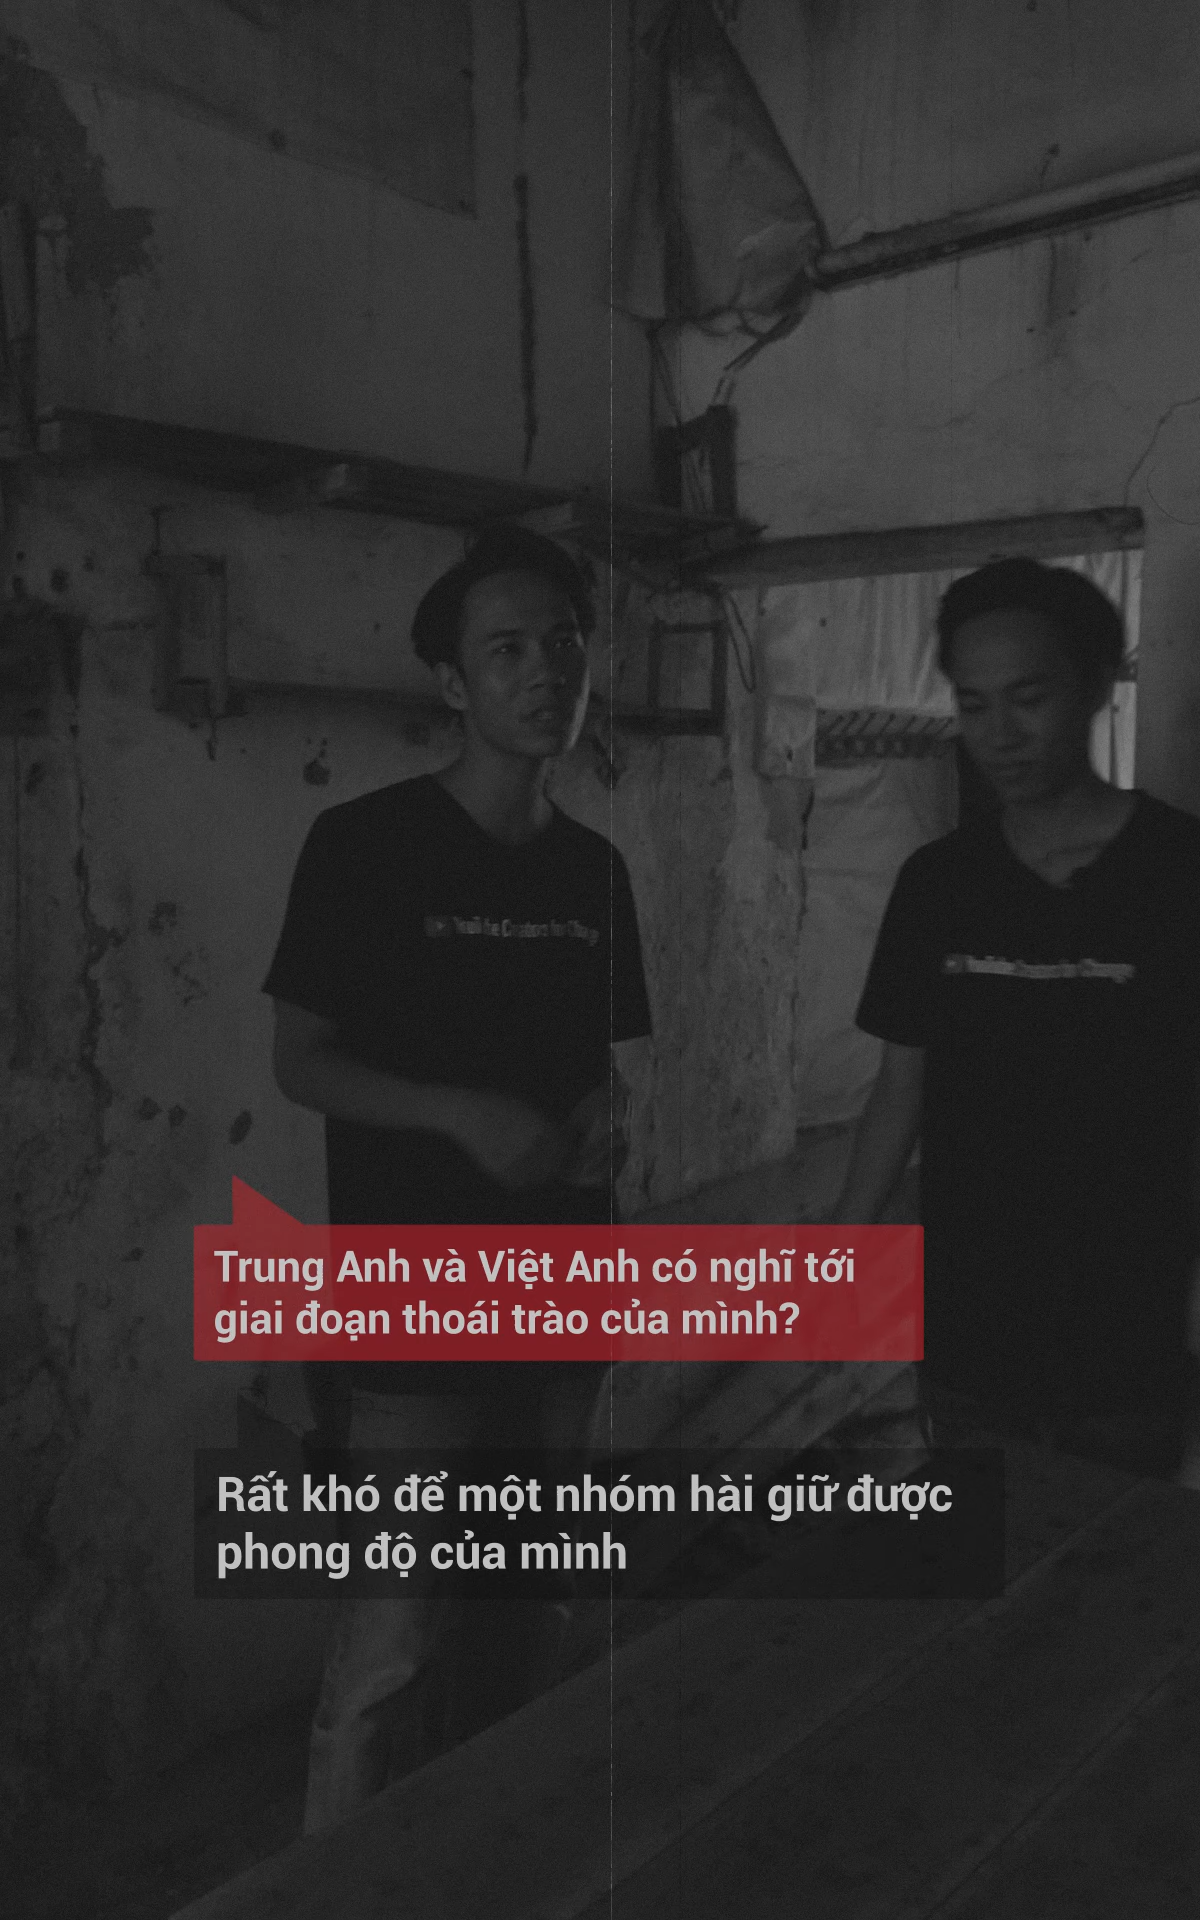 Trung Anh và Việt Anh có nghĩ tới
giai đoạn thoái trào của mình?
Rất khó để một nhóm hài giữ được
phong độ của mình